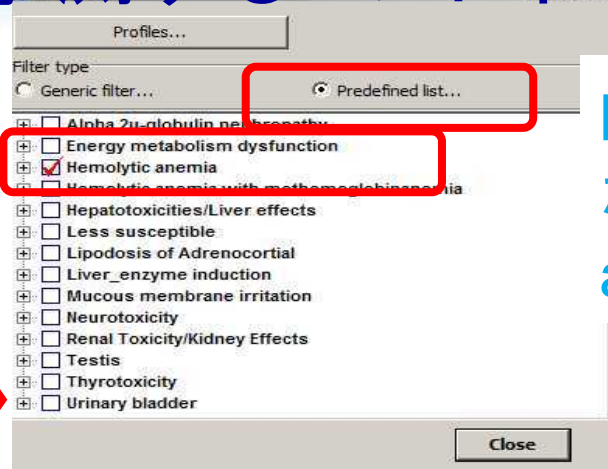 Profiles...
Filter type
Generic filter...
Predefined list...
Alpha 2u-globulin nephropathy
Energy metabolism dysfunction
Hemolytic anemia
Hemolytic anemia with methemoglobinanemia
Hepatotoxicities/Liver effects
Less susceptible
Lipodosis of Adrenocortial
Liver_enzyme induction
Mucous membrane irritation
Neurotoxicity
Renal Toxicity/Kidney Effects
Testis
Thyrotoxicity
Urinary bladder
Close